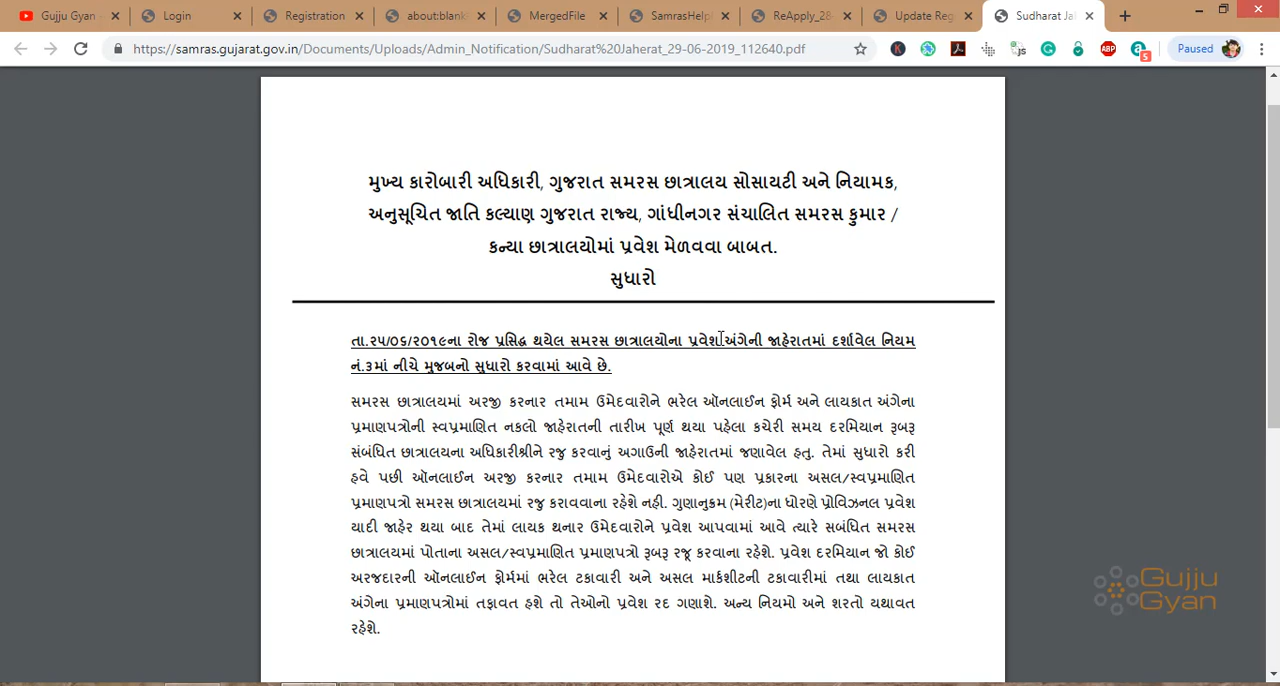 Gujju Gyan -
Login
Registration
about:blank
MergedFile
SamrasHelp
ReApply_28-
Update Reg
Sudharat Ja
https://samras.gujarat.gov.in/Documents/Uploads/Admin_Notification/Sudharat%20Jaherat_29-06-2019_112640.pdf
ABP
5
Paused
મુખ્ય કારોબારી અધિકારી, ગુજરાત સમરસ છાત્રાલય સોસાયટી અને નિયામક,
અનુસૂચિત જાતિ કલ્યાણ ગુજરાત રાજ્ય, ગાંધીનગર સંચાલિત સમરસ કુમાર /
કન્યા છાત્રાલયોમાં પ્રવેશ મેળવવા બાબત.
સુધારો
તા.૨૫/૦૬/૨૦૧૯ના રોજ પ્રસિદ્ધ થયેલ સમરસ છાત્રાલયોના પ્રવેશ અંગેની જાહેરાતમાં દર્શાવેલ નિયમ
નં.૩માં નીચે મુજબનો સુધારો કરવામાં આવે છે.
સમરસ છાત્રાલયમાં અરજી કરનાર તમામ ઉમેદવારોને ભરેલ ઑનલાઈન ફોર્મ અને લાયકાત અંગેના
પ્રમાણપત્રોની સ્વપ્રમાણિત નકલો જાહેરાતની તારીખ પૂર્ણ થયા પહેલા કચેરી સમય દરમિયાન રૂબરૂ
સંબંધિત છાત્રાલયના અધિકારીશ્રીને રજુ કરવાનું અગાઉની જાહેરાતમાં જણાવેલ હતુ. તેમાં સુધારો કરી
હવે પછી ઑનલાઈન અરજી કરનાર તમામ ઉમેદવારોએ કોઈ પણ પ્રકારના અસલ/સ્વપ્રમાણિત
પ્રમાણપત્રો સમરસ છાત્રાલયમાં રજુ કરાવવાના રહેશે નહી. ગુણાનુક્રમ (મેરીટ)ના ધોરણે પ્રોવિઝનલ પ્રવેશ
યાદી જાહેર થયા બાદ તેમાં લાયક થનાર ઉમેદવારોને પ્રવેશ આપવામાં આવે ત્યારે સબંધિત સમરસ
છાત્રાલયમાં પોતાના અસલ/સ્વપ્રમાણિત પ્રમાણપત્રો રૂબરૂ રજૂ કરવાના રહેશે. પ્રવેશ દરમિયાન જો કોઈ
અરજદારની ઑનલાઈન ફોર્મમાં ભરેલ ટકાવારી અને અસલ માર્કશીટની ટકાવારીમાં તથા લાયકાત
અંગેના પ્રમાણપત્રોમાં તફાવત હશે તો તેઓનો પ્રવેશ રદ ગણાશે. અન્ય નિયમો અને શરતો યથાવત
રહેશે.
Gujju
Gyan